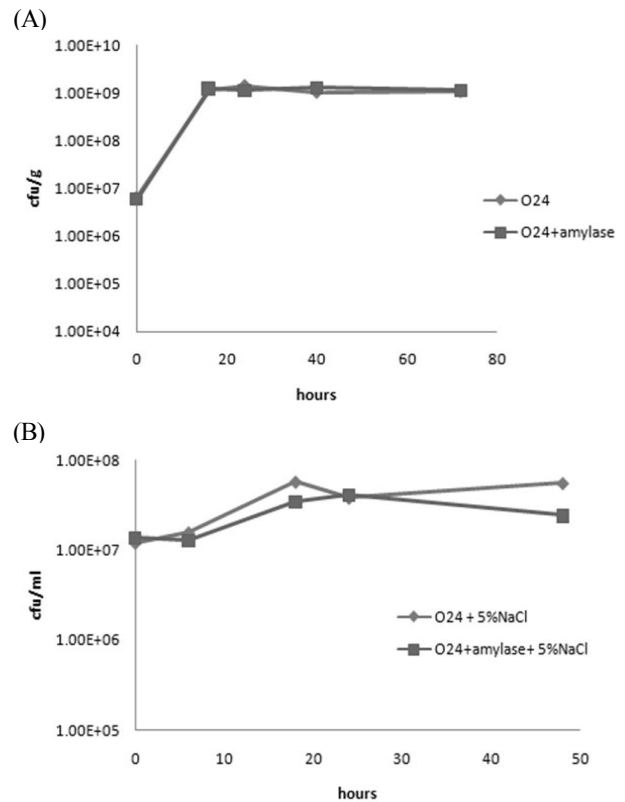 (A)
1.00E+10
1.00E+09
1.00E+08
1.00E+07
1.00E+06
1.00E+05
1.00E+04
cfu/g
0 20 40 60 80
hours
O24
O24+amylase
(B)
1.00E+08
1.00E+07
1.00E+06
1.00E+05
cfu/ml
0 10 20 30 40 50
hours
O24 + 5%NaCl
O24+amylase+ 5%NaCl